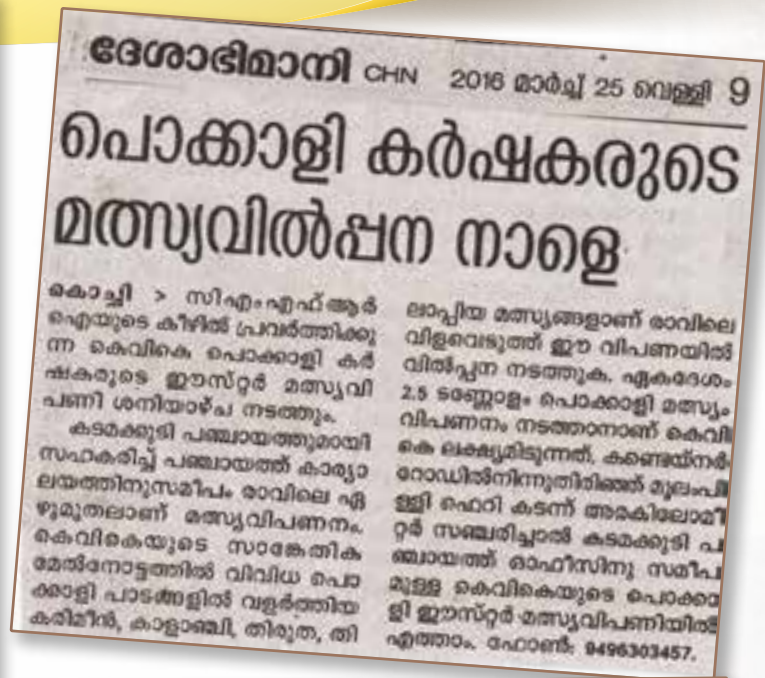 ദേശാഭിമാനി CHN 2016 മാർച്ച് 25 വെള്ളി 9
പൊക്കാളി കർഷകരുടെ
മത്സ്യവിൽപ്പന നാളെ
കൊച്ചി > സിഎംഎഫ്ആർ
ഐയുടെ കീഴിൽ പ്രവർത്തിക്കു
ന്ന കെവികെ പൊക്കാളി കർ
ഷകരുടെ ഈസ്റ്റർ മത്സ്യവി
പണി ശനിയാഴ്ച നടത്തും.
കടമക്കുടി പഞ്ചായത്തുമായി
സഹകരിച്ച് പഞ്ചായത്ത് കാര്യാ
ലയത്തിനുസമീപം രാവിലെ ഏ
ഴുമുതലാണ് മത്സ്യവിപണനം.
കെവികെയുടെ സാങ്കേതിക
മേൽനോട്ടത്തിൽ വിവിധ പൊ
ക്കാളി പാടങ്ങളിൽ വളർത്തിയ
കരിമീൻ, കാളാഞ്ചി, തിരുത, തി
ലാപ്പിയ മത്സ്യങ്ങളാണ് രാവിലെ
വിളവെടുത്ത് ഈ വിപണയിൽ
വിൽപ്പന നടത്തുക. ഏകദേശം
2.5 ടണ്ണോളം പൊക്കാളി മത്സ്യം
വിപണനം നടത്താനാണ് കെവി
കെ ലക്ഷ്യമിടുന്നത്. കണ്ടെയ്നർ
റോഡിൽനിന്നുതിരിഞ്ഞ് മൂലംപി
ള്ളി ഫെറി കടന്ന് അരകിലോമീ
റ്റർ സഞ്ചരിച്ചാൽ കടമക്കുടി പ
ഞ്ചായത്ത് ഓഫീസിനു സമീപ
മുള്ള കെവികെയുടെ പൊക്കാ
ളി ഈസ്റ്റർ മത്സ്യവിപണിയിൽ
എത്താം. ഫോൺ: 9496303457.